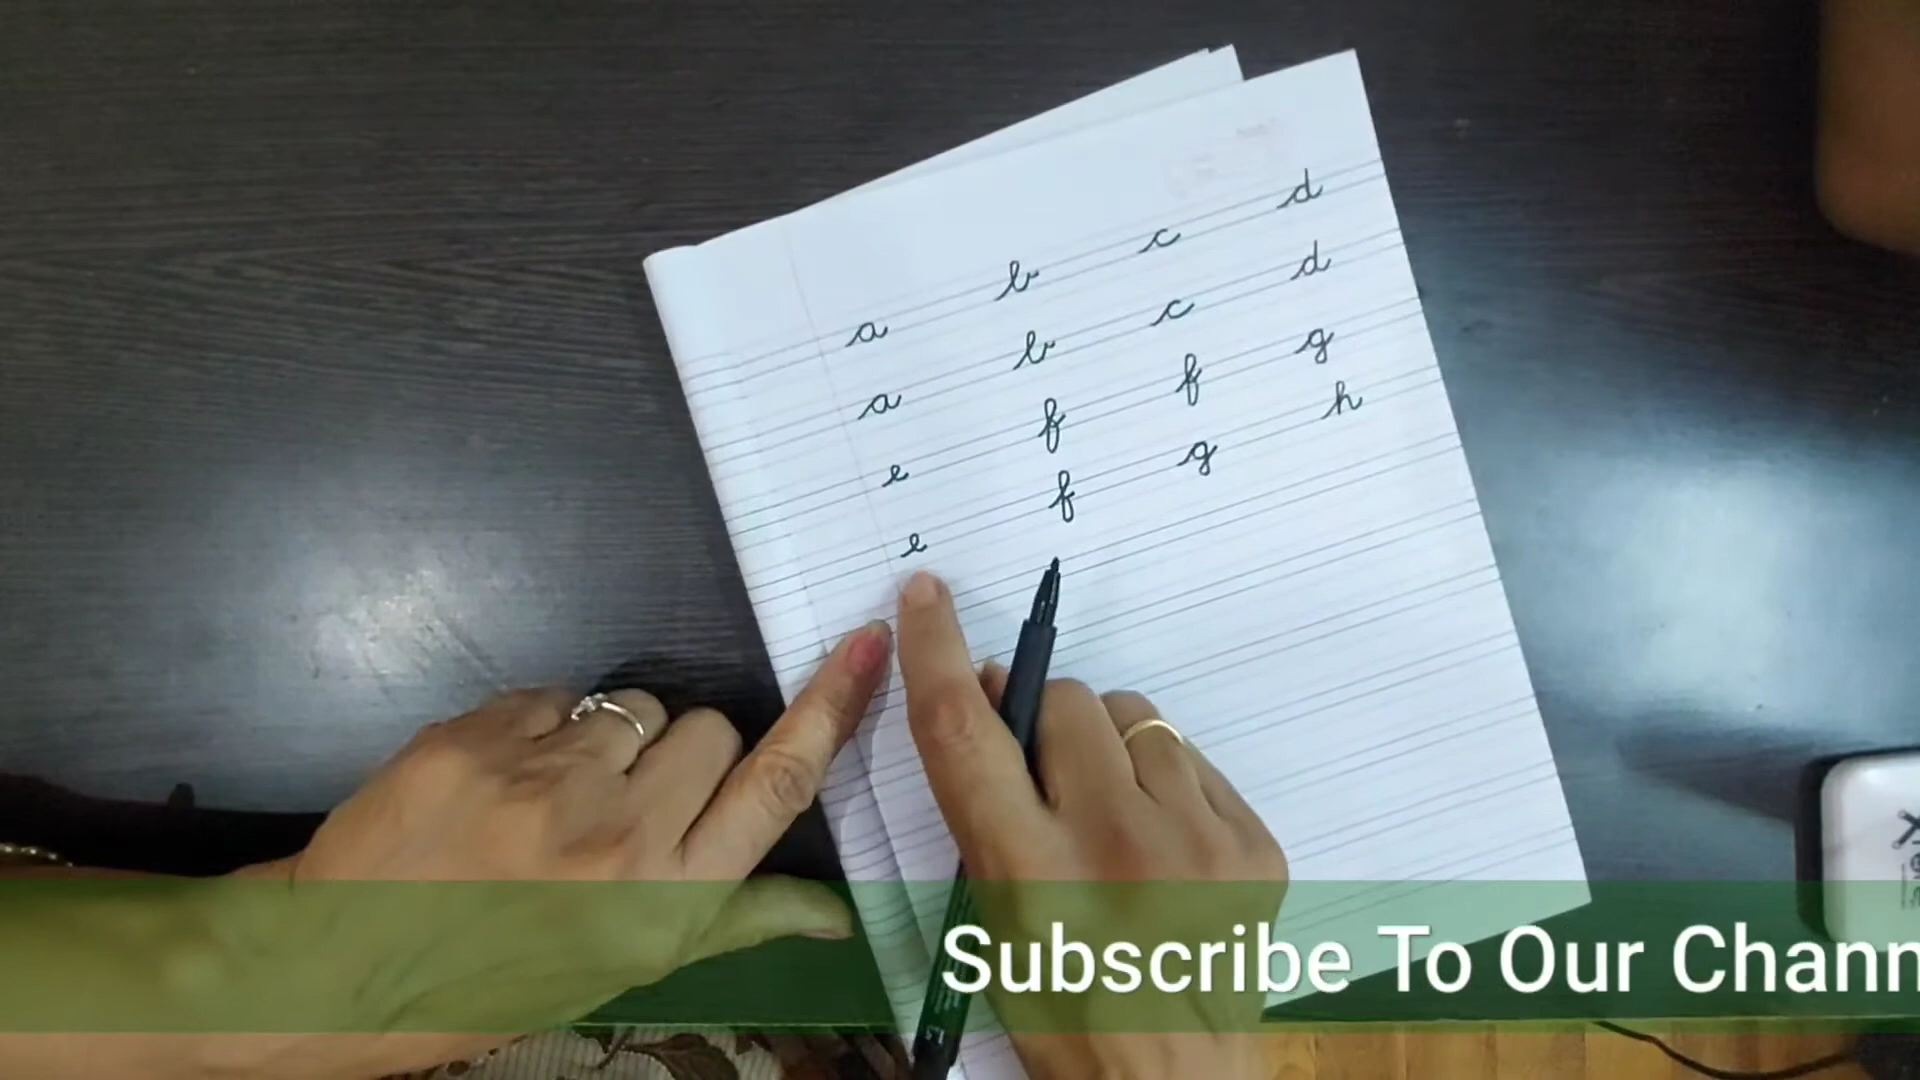 a b c d
a b c d
e f f g
e f g h
Subscribe To Our Chann